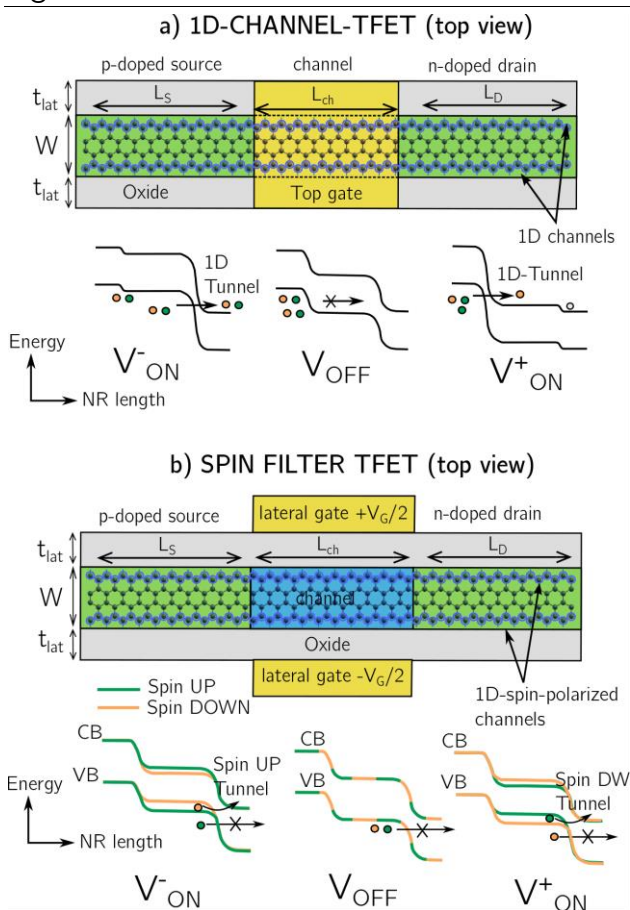 a) 1D-CHANNEL-TFET (top view)
p-doped source channel n-doped drain
t_lat L_S L_ch L_D
W
t_lat Oxide Top gate
1D channels
1D Tunnel 1D-Tunnel
Energy
NR length
V⁻_ON V_OFF V⁺_ON
b) SPIN FILTER TFET (top view)
lateral gate +V_G/2
p-doped source n-doped drain
t_lat L_S L_ch L_D
W channel
t_lat Oxide
lateral gate -V_G/2
Spin UP
Spin DOWN
1D-spin-polarized channels
CB CB CB
VB VB VB
Spin UP Tunnel Spin DW Tunnel
Energy
NR length
V⁻_ON V_OFF V⁺_ON